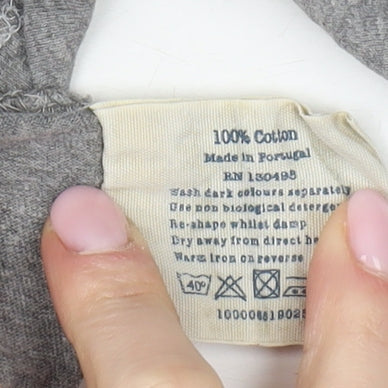 100% Cotton
Made in Portugal
RN 130495
Wash dark colours separately
Use non biological
Re-shape whilst damp
Dry away from direct
Warm iron on reverse
40°